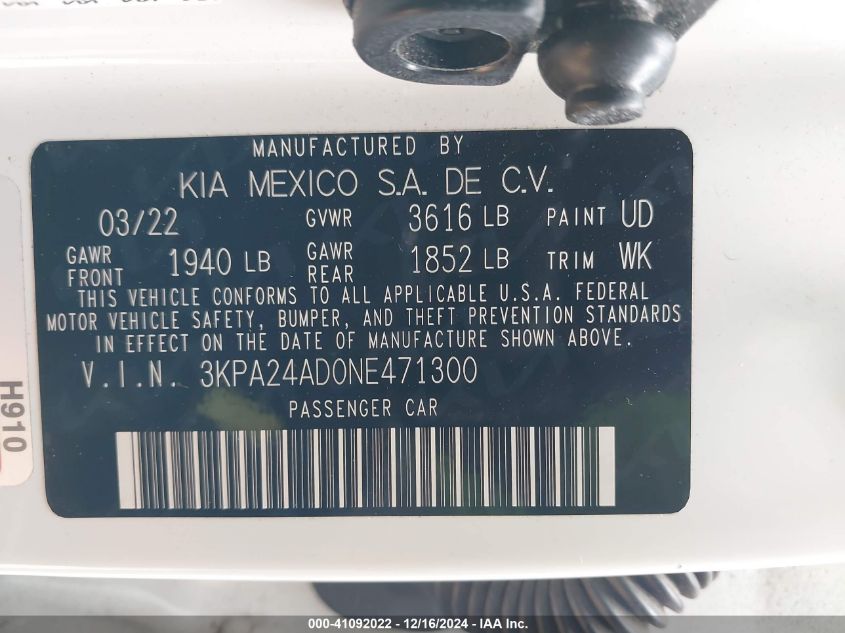 MANUFACTURED BY
KIA MEXICO S.A. DE C.V.
03/22 GVWR 3616 LB PAINT UD
GAWR FRONT 1940 LB GAWR REAR 1852 LB TRIM WK
THIS VEHICLE CONFORMS TO ALL APPLICABLE U.S.A. FEDERAL
MOTOR VEHICLE SAFETY, BUMPER, AND THEFT PREVENTION STANDARDS
IN EFFECT ON THE DATE OF MANUFACTURE SHOWN ABOVE.
V.I.N. 3KPA24AD0NE471300
PASSENGER CAR
H910
000-41092022 - 12/16/2024 - IAA Inc.